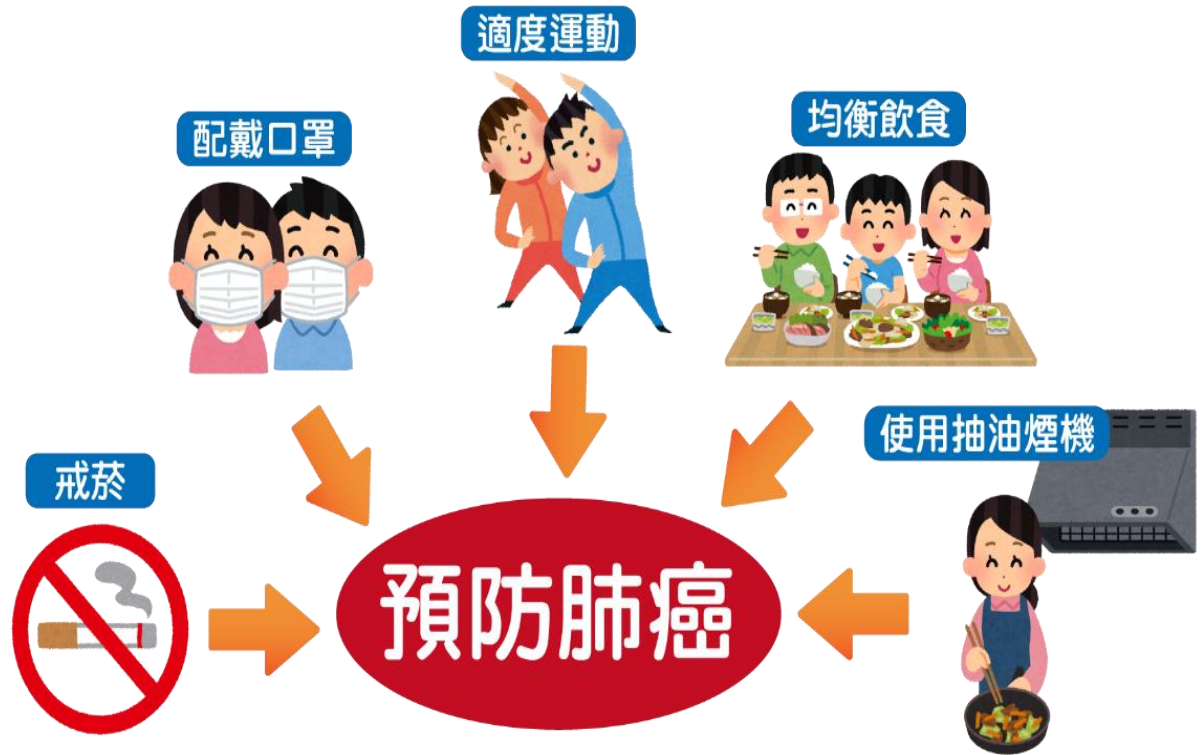 適度運動
配戴口罩
均衡飲食
使用抽油煙機
戒菸
預防肺癌